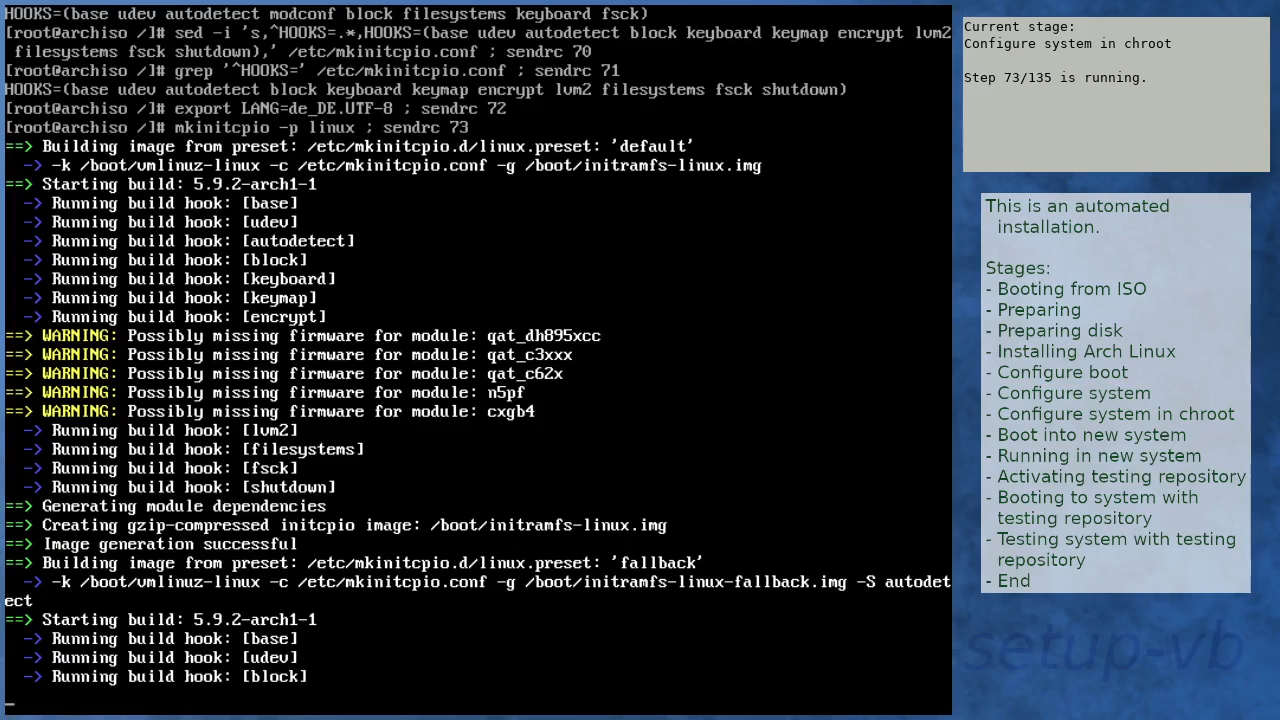 HOOKS=(base udev autodetect modconf block filesystems keyboard fsck)
[root@archiso /]# sed -i 's,^HOOKS=.*,HOOKS=(base udev autodetect block keyboard keymap encrypt lvm2
 filesystems fsck shutdown),' /etc/mkinitcpio.conf ; sendrc 70
[root@archiso /]# grep '^HOOKS=' /etc/mkinitcpio.conf ; sendrc 71
HOOKS=(base udev autodetect block keyboard keymap encrypt lvm2 filesystems fsck shutdown)
[root@archiso /]# export LANG=de_DE.UTF-8 ; sendrc 72
[root@archiso /]# mkinitcpio -p linux ; sendrc 73
==> Building image from preset: /etc/mkinitcpio.d/linux.preset: 'default'
  -> -k /boot/vmlinuz-linux -c /etc/mkinitcpio.conf -g /boot/initramfs-linux.img
==> Starting build: 5.9.2-arch1-1
  -> Running build hook: [base]
  -> Running build hook: [udev]
  -> Running build hook: [autodetect]
  -> Running build hook: [block]
  -> Running build hook: [keyboard]
  -> Running build hook: [keymap]
  -> Running build hook: [encrypt]
==> WARNING: Possibly missing firmware for module: qat_dh895xcc
==> WARNING: Possibly missing firmware for module: qat_c3xxx
==> WARNING: Possibly missing firmware for module: qat_c62x
==> WARNING: Possibly missing firmware for module: n5pf
==> WARNING: Possibly missing firmware for module: cxgb4
  -> Running build hook: [lvm2]
  -> Running build hook: [filesystems]
  -> Running build hook: [fsck]
  -> Running build hook: [shutdown]
==> Generating module dependencies
==> Creating gzip-compressed initcpio image: /boot/initramfs-linux.img
==> Image generation successful
==> Building image from preset: /etc/mkinitcpio.d/linux.preset: 'fallback'
  -> -k /boot/vmlinuz-linux -c /etc/mkinitcpio.conf -g /boot/initramfs-linux-fallback.img -S autodet
ect
==> Starting build: 5.9.2-arch1-1
  -> Running build hook: [base]
  -> Running build hook: [udev]
  -> Running build hook: [block]
Current stage:
Configure system in chroot
Step 73/135 is running.
This is an automated
installation.
Stages:
- Booting from ISO
- Preparing
- Preparing disk
- Installing Arch Linux
- Configure boot
- Configure system
- Configure system in chroot
- Boot into new system
- Running in new system
- Activating testing repository
- Booting to system with
testing repository
- Testing system with testing
repository
- End
-setup-vb